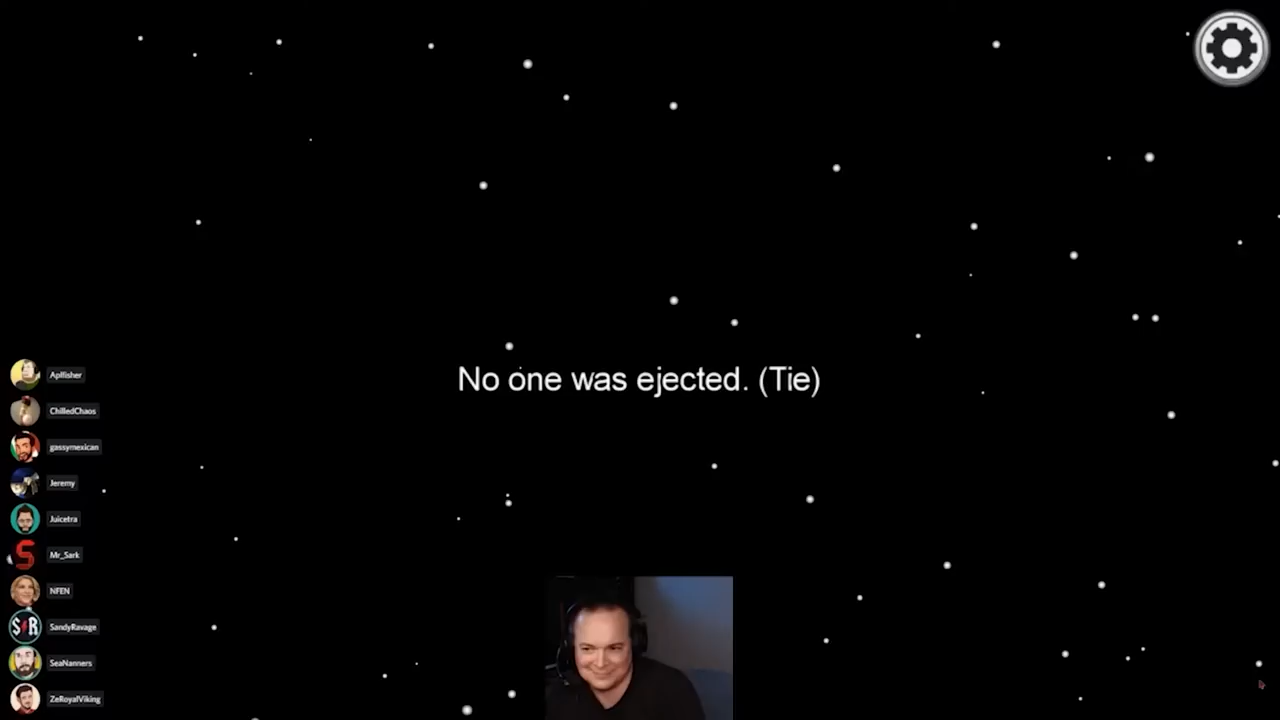 No one was ejected. (Tie)
Aplfisher
ChilledChaos
gassymexican
Jeremy
Juicetra
Mr_Sark
NFEN
S R
SandyRavage
SeaNanners
ZeRoyalViking